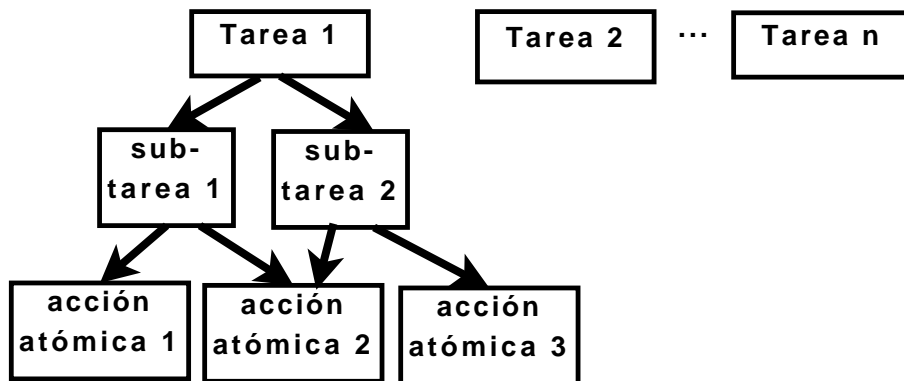 Tarea 1
Tarea 2
...
Tarea n
sub-
tarea 1
sub-
tarea 2
acción
atómica 1
acción
atómica 2
acción
atómica 3